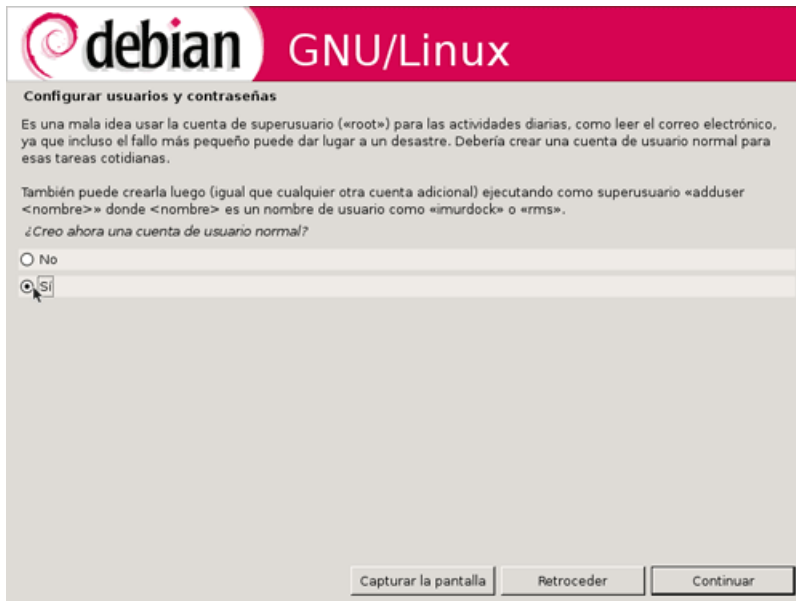 debian GNU/Linux
Configurar usuarios y contraseñas
Es una mala idea usar la cuenta de superusuario («root») para las actividades diarias, como leer el correo electrónico,
ya que incluso el fallo más pequeño puede dar lugar a un desastre. Debería crear una cuenta de usuario normal para
esas tareas cotidianas.
También puede crearla luego (igual que cualquier otra cuenta adicional) ejecutando como superusuario «adduser
<nombre>» donde <nombre> es un nombre de usuario como «imurdock» o «rms».
¿Creo ahora una cuenta de usuario normal?
No
Sí
Capturar la pantalla Retroceder Continuar